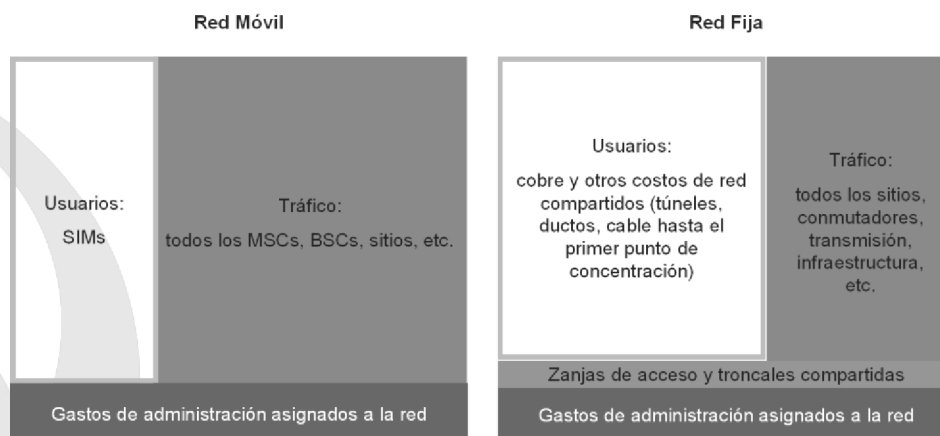 Red Móvil
Usuarios:
SIMs
Tráfico:
todos los MSCs, BSCs, sitios, etc.
Gastos de administración asignados a la red
Red Fija
Usuarios:
cobre y otros costos de red
compartidos (túneles,
ductos, cable hasta el
primer punto de
concentración)
Tráfico:
todos los sitios,
conmutadores,
transmisión,
infraestructura,
etc.
Zanjas de acceso y troncales compartidas
Gastos de administración asignados a la red